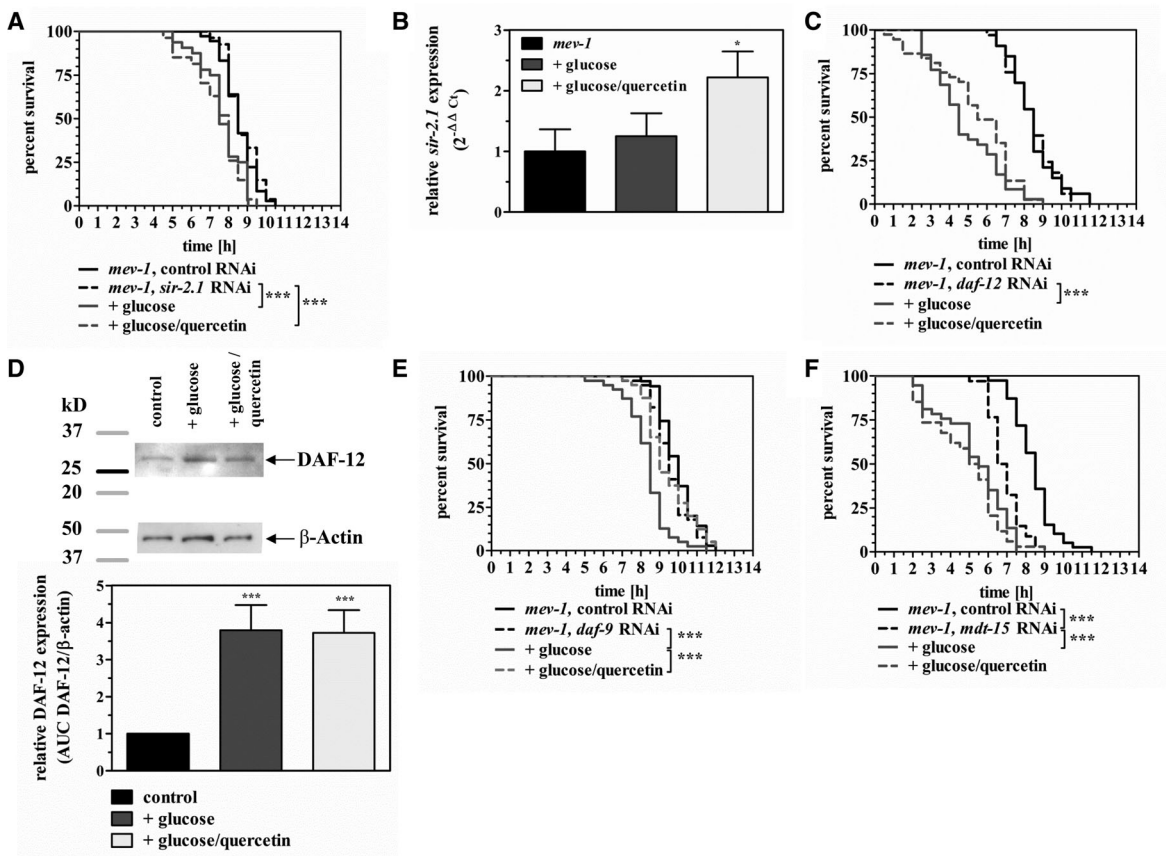 A
percent survival
100
75
50
25
0
0 1 2 3 4 5 6 7 8 9 10 11 12 13 14
time [h]
mev-1, control RNAi
mev-1, sir-2.1 RNAi
+ glucose
+ glucose/quercetin
***
***
B
relative sir-2.1 expression
(2-Δ Δ Ct)
3
2
1
0
mev-1
+ glucose
+ glucose/quercetin
*
C
percent survival
100
75
50
25
0
0 1 2 3 4 5 6 7 8 9 10 11 12 13 14
time [h]
mev-1, control RNAi
mev-1, daf-12 RNAi
+ glucose
+ glucose/quercetin
***
D
kD
control
+ glucose
+ glucose /
quercetin
37
25
20
DAF-12
50
37
β-Actin
relative DAF-12 expression
(AUC DAF-12/β-actin)
5
4
3
2
1
0
***
***
control
+ glucose
+ glucose/quercetin
E
percent survival
100
75
50
25
0
0 1 2 3 4 5 6 7 8 9 10 11 12 13 14
time [h]
mev-1, control RNAi
mev-1, daf-9 RNAi
+ glucose
+ glucose/quercetin
***
***
F
percent survival
100
75
50
25
0
0 1 2 3 4 5 6 7 8 9 10 11 12 13 14
time [h]
mev-1, control RNAi
mev-1, mdt-15 RNAi
+ glucose
+ glucose/quercetin
***
***